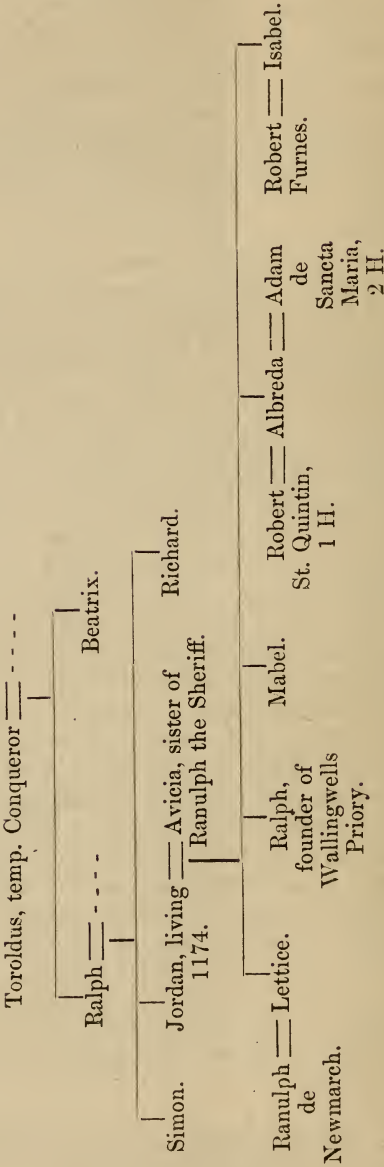 Toroldus, temp. Conqueror
Ralph
Beatrix.
Simon.
Jordan, living
1174.
Avicia, sister of
Ranulph the Sheriff.
Richard.
Ranulph
de
Newmarch.
Lettice.
Ralph,
founder of
Wallingwells
Priory.
Mabel.
Robert
St. Quintin,
1 H.
Albreda
Adam
de
Sancta
Maria,
2 H.
Robert
Furnes.
Isabel.